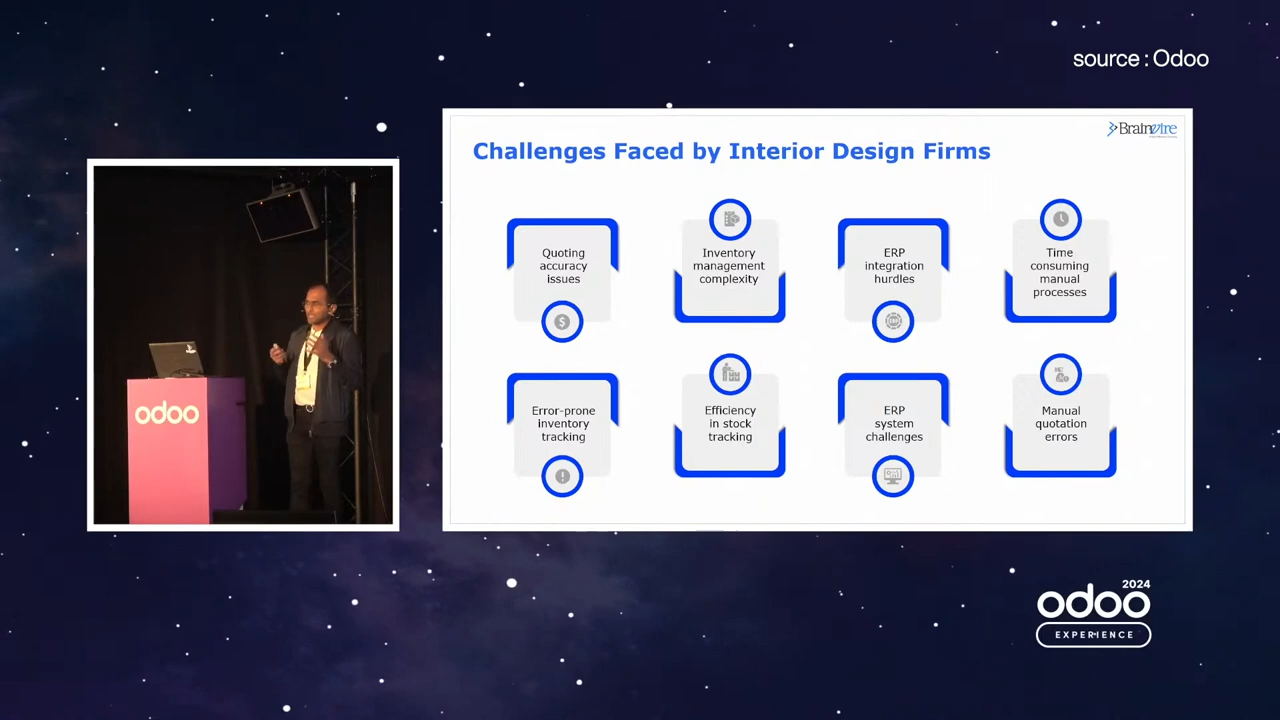 source : Odoo
Brainvire
Challenges Faced by Interior Design Firms
Quoting
accuracy
issues
Inventory
management
complexity
ERP
integration
hurdles
Time
consuming
manual
processes
Error-prone
inventory
tracking
Efficiency
in stock
tracking
ERP
system
challenges
Manual
quotation
errors
odoo
2024
odoo
EXPERIENCE